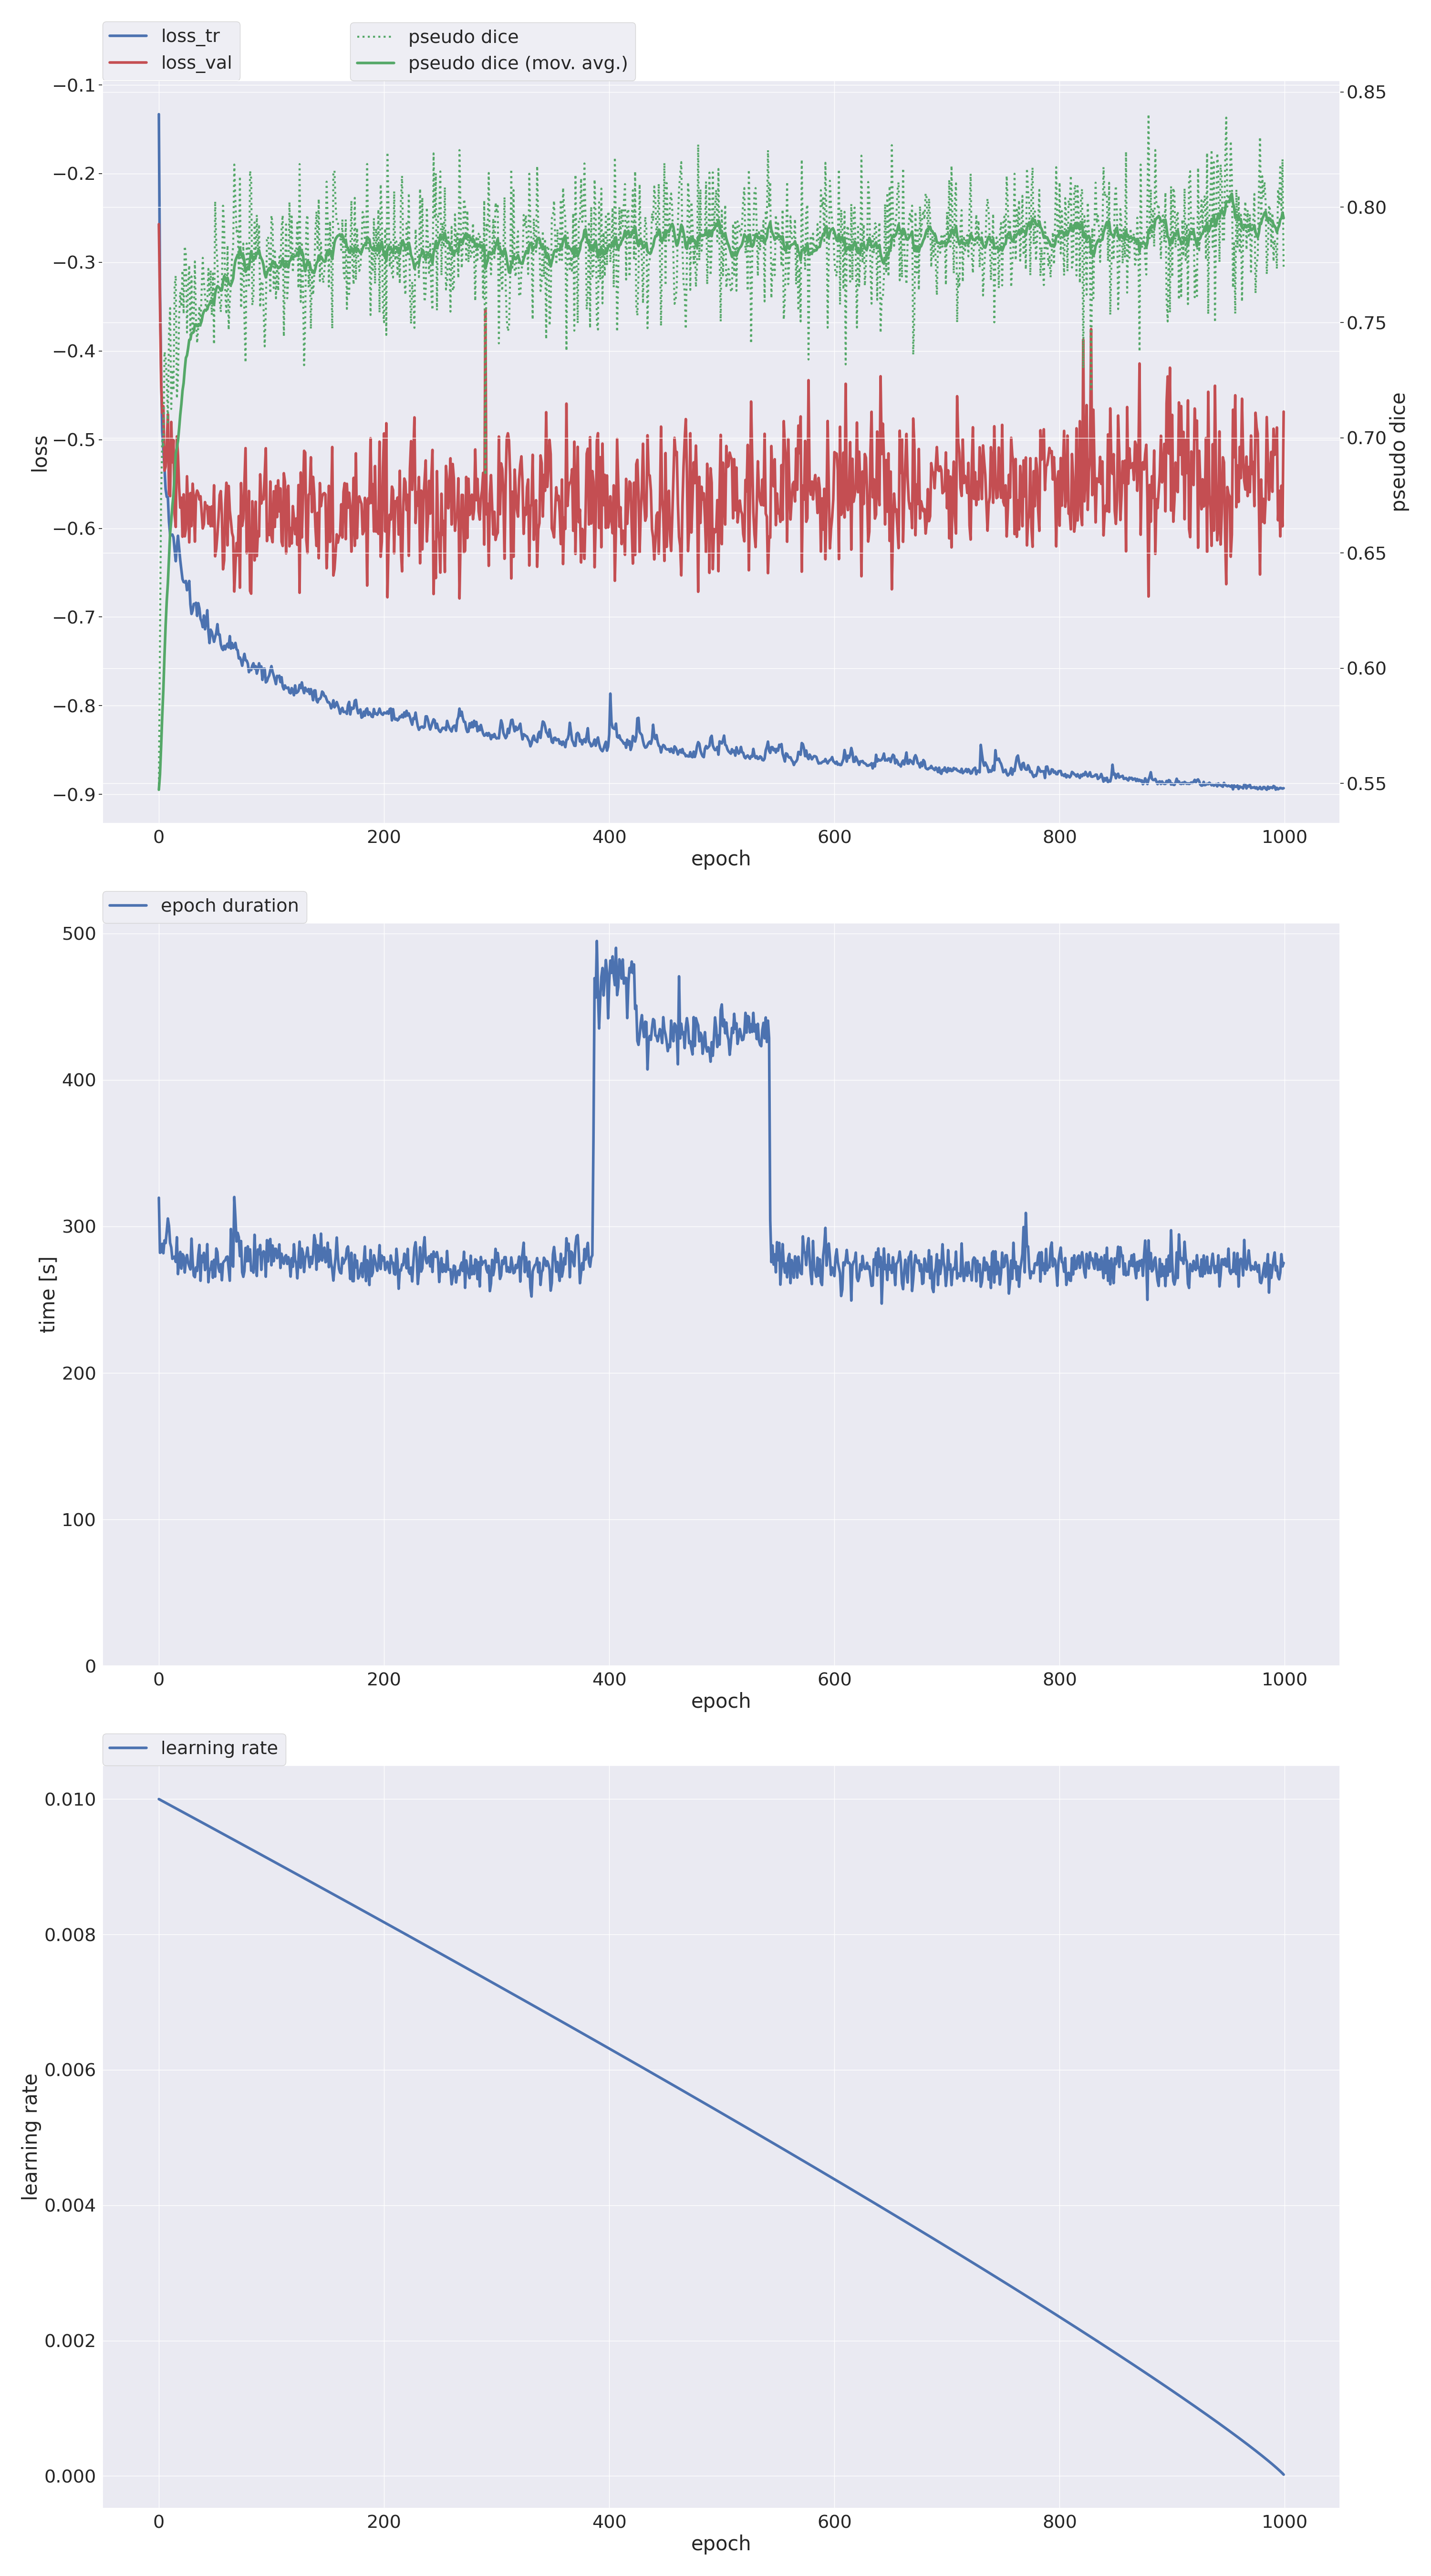 loss_tr
loss_val
pseudo dice
pseudo dice (mov. avg.)
−0.1
−0.2
−0.3
−0.4
−0.5
−0.6
−0.7
−0.8
−0.9
loss
0.85
0.80
0.75
0.70
0.65
0.60
0.55
pseudo dice
0 200 400 600 800 1000
epoch
epoch duration
500
400
300
200
100
0
time [s]
0 200 400 600 800 1000
epoch
learning rate
0.010
0.008
0.006
0.004
0.002
0.000
learning rate
0 200 400 600 800 1000
epoch